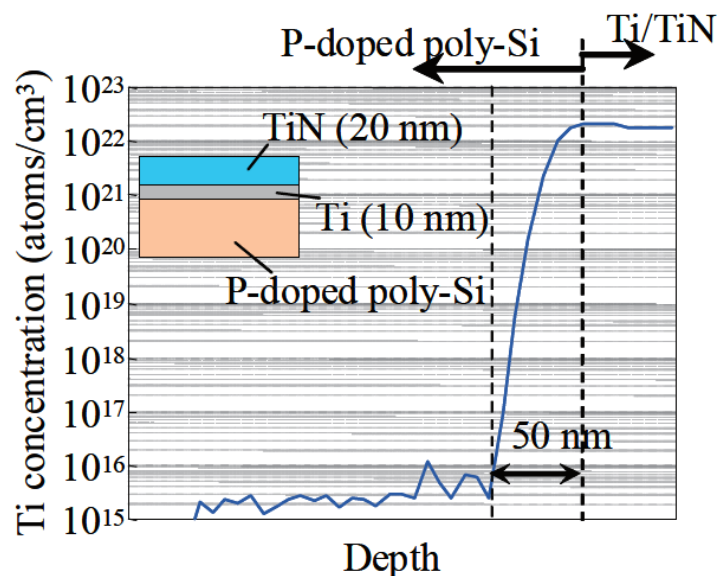 P-doped poly-Si
Ti/TiN
Ti concentration (atoms/cm³)
10²³
10²²
10²¹
10²⁰
10¹⁹
10¹⁸
10¹⁷
10¹⁶
10¹⁵
TiN (20 nm)
Ti (10 nm)
P-doped poly-Si
50 nm
Depth